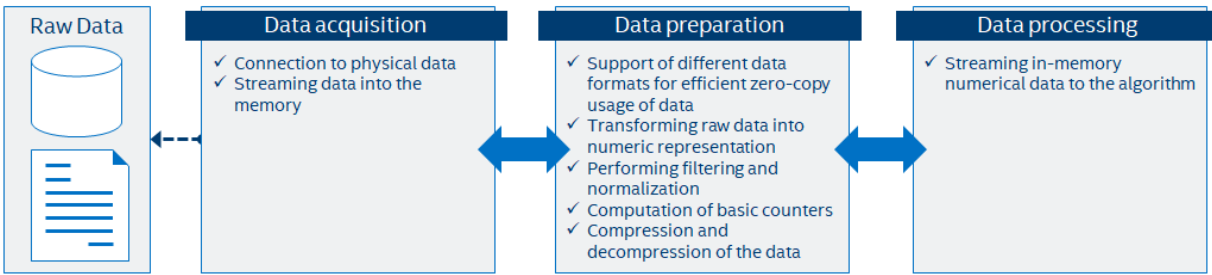 Raw Data
Data acquisition
✓ Connection to physical data
✓ Streaming data into the
memory
Data preparation
✓ Support of different data
formats for efficient zero-copy
usage of data
✓ Transforming raw data into
numeric representation
✓ Performing filtering and
normalization
✓ Computation of basic counters
✓ Compression and
decompression of the data
Data processing
✓ Streaming in-memory
numerical data to the algorithm